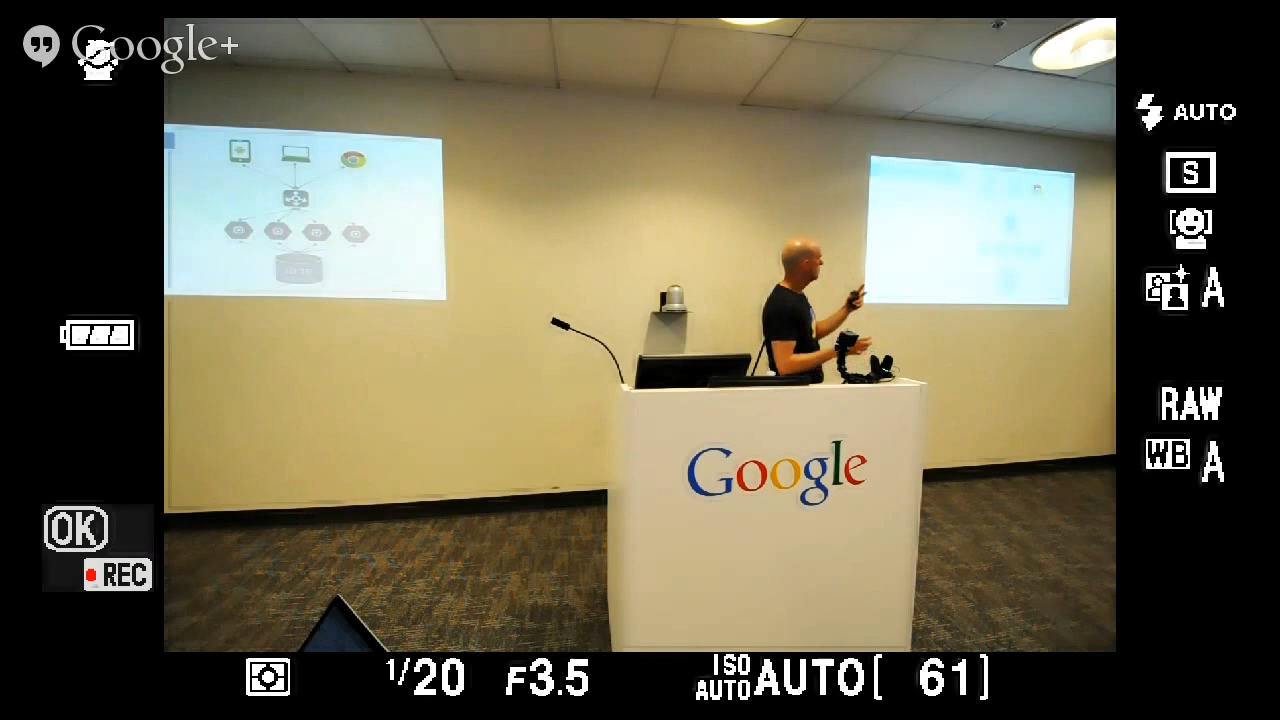 Google+
AUTO
S
A
RAW
WB A
OK
REC
Google
1/20 F3.5 ISO AUTO AUTO [ 61]